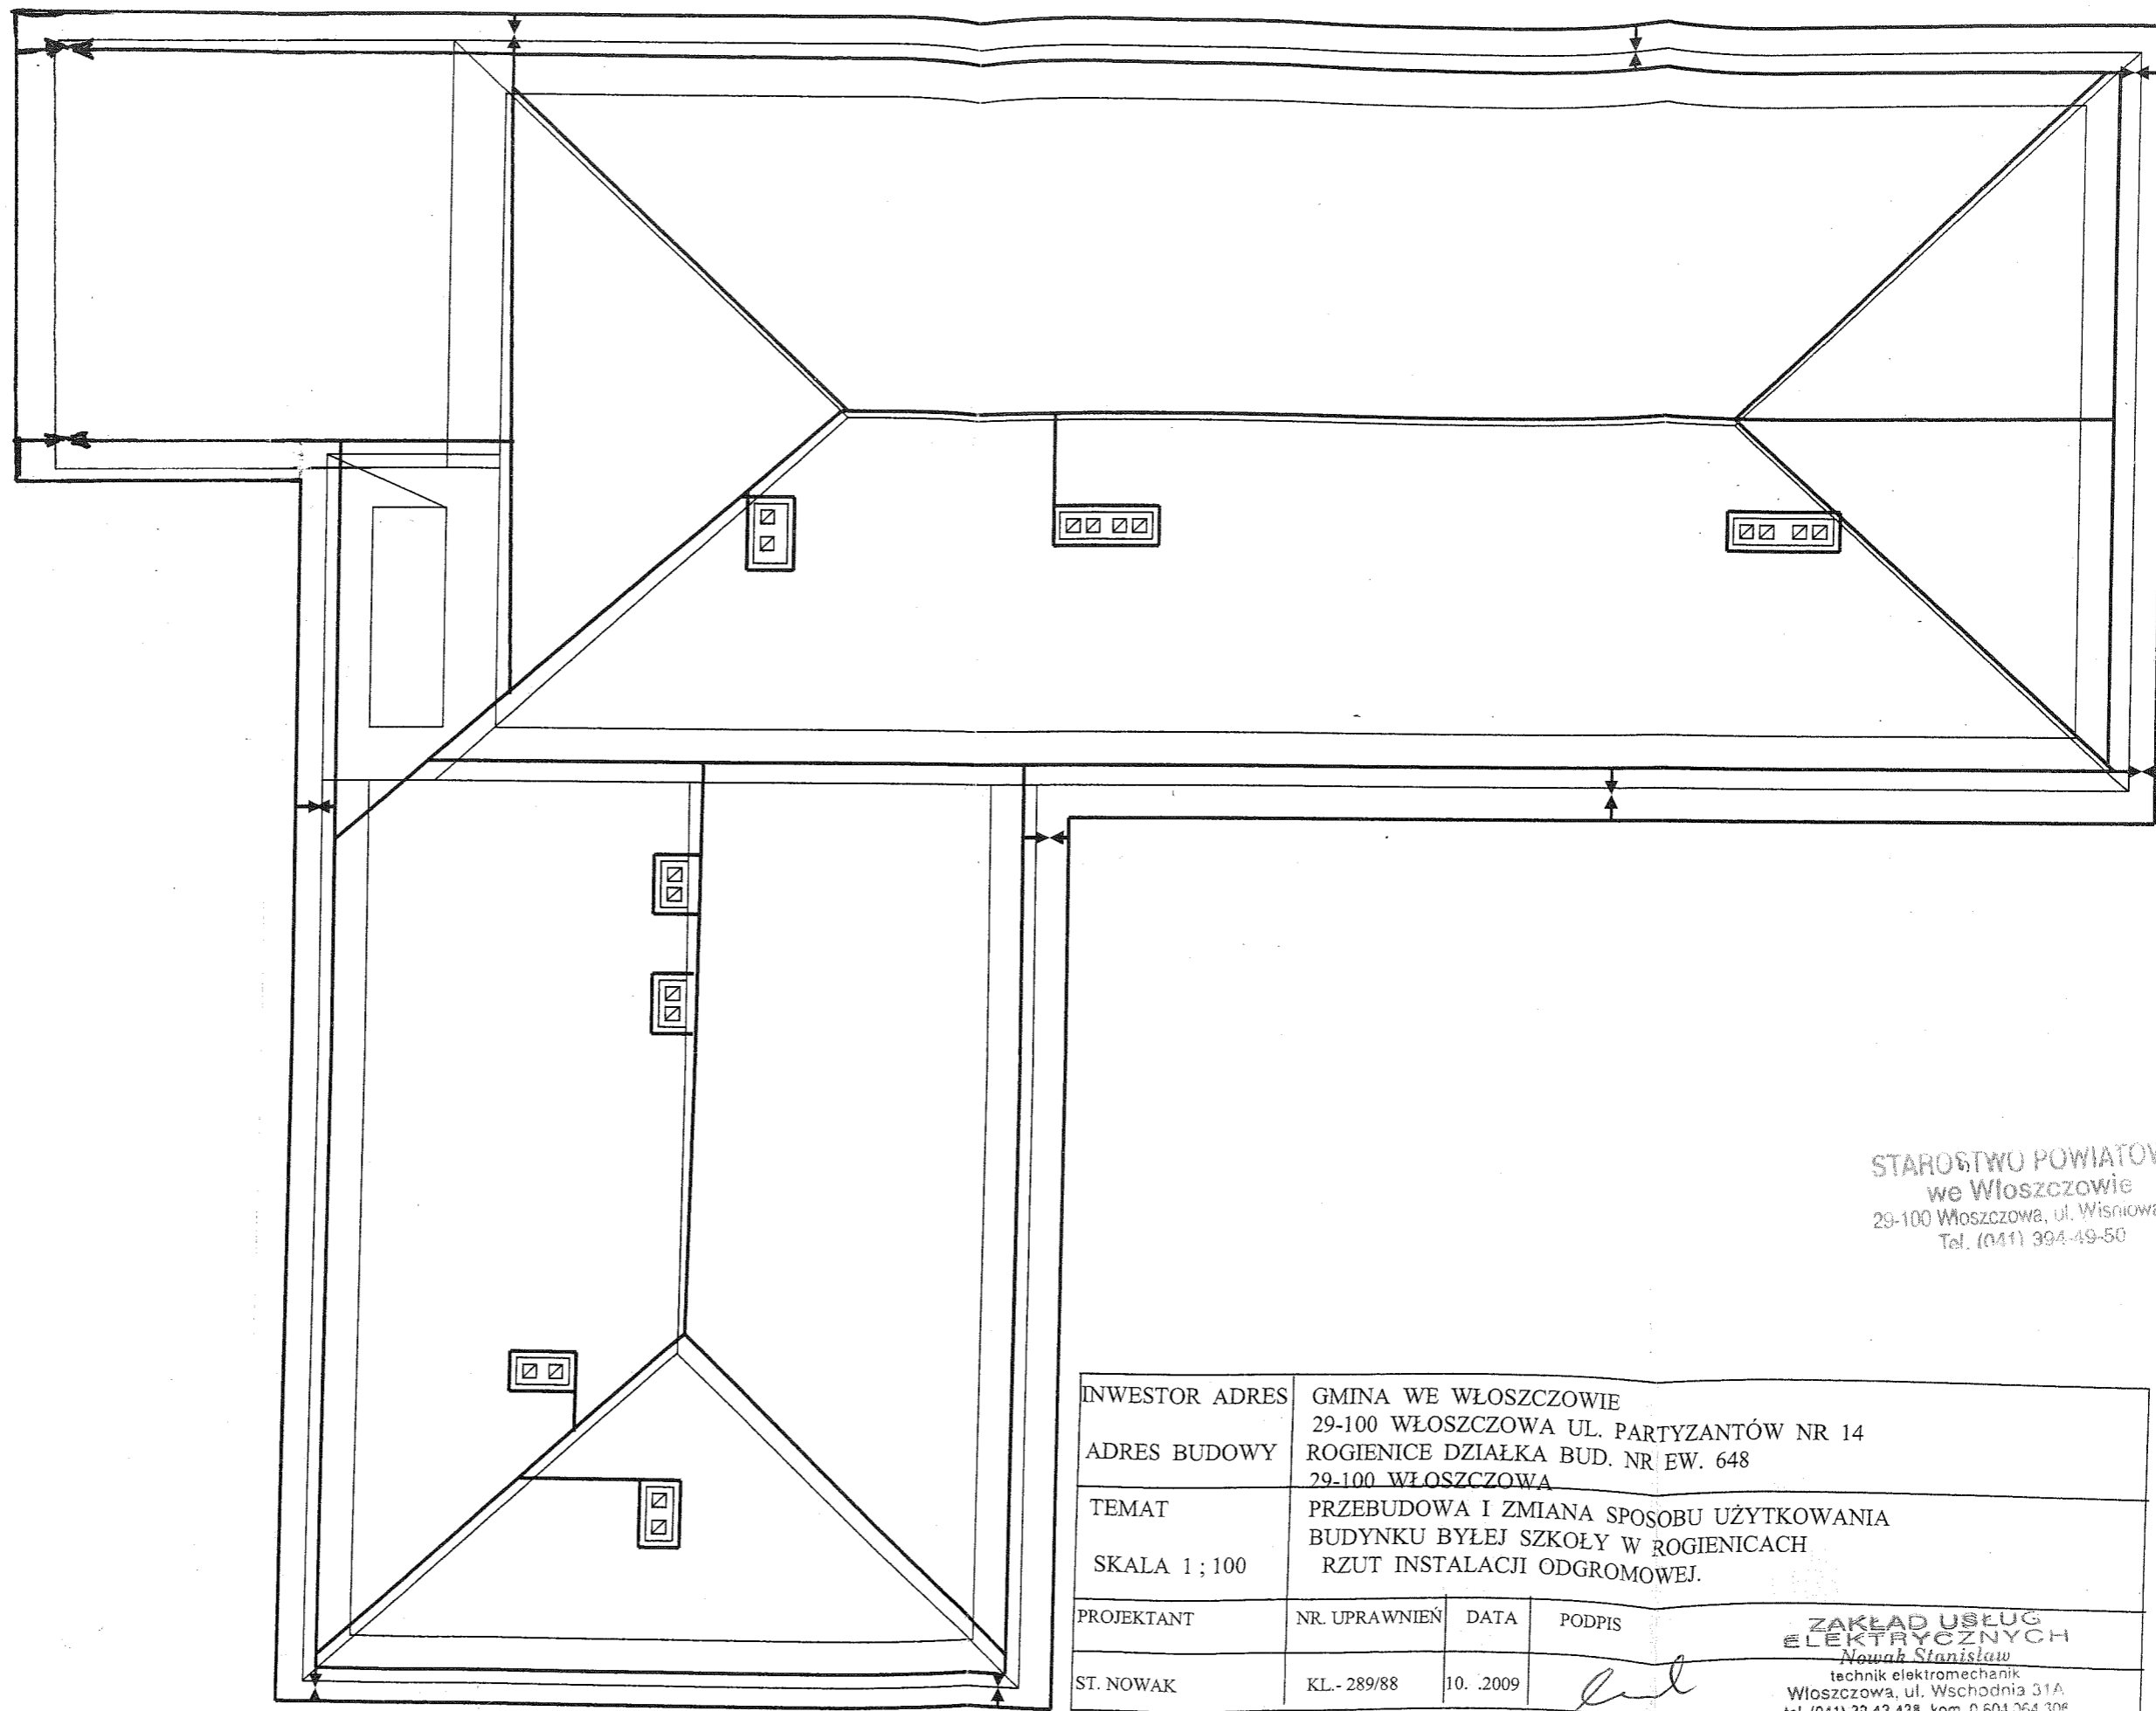 STAROSTWO POWIATOW
we Włoszczowie
29-100 Włoszczowa, ul. Wiśniowa
Tel. (041) 394-49-50
INWESTOR ADRES GMINA WE WŁOSZCZOWIE
29-100 WŁOSZCZOWA UL. PARTYZANTÓW NR 14
ADRES BUDOWY ROGIENICE DZIAŁKA BUD. NR EW. 648
29-100 WŁOSZCZOWA
TEMAT PRZEBUDOWA I ZMIANA SPOSOBU UŻYTKOWANIA
BUDYNKU BYŁEJ SZKOŁY W ROGIENICACH
SKALA 1 ; 100 RZUT INSTALACJI ODGROMOWEJ.
PROJEKTANT NR. UPRAWNIEŃ DATA PODPIS
ST. NOWAK KL.- 289/88 10. .2009
ZAKŁAD USŁUG
ELEKTRYCZNYCH
Nowak Stanisław
technik elektromechanik
Włoszczowa, ul. Wschodnia 31A